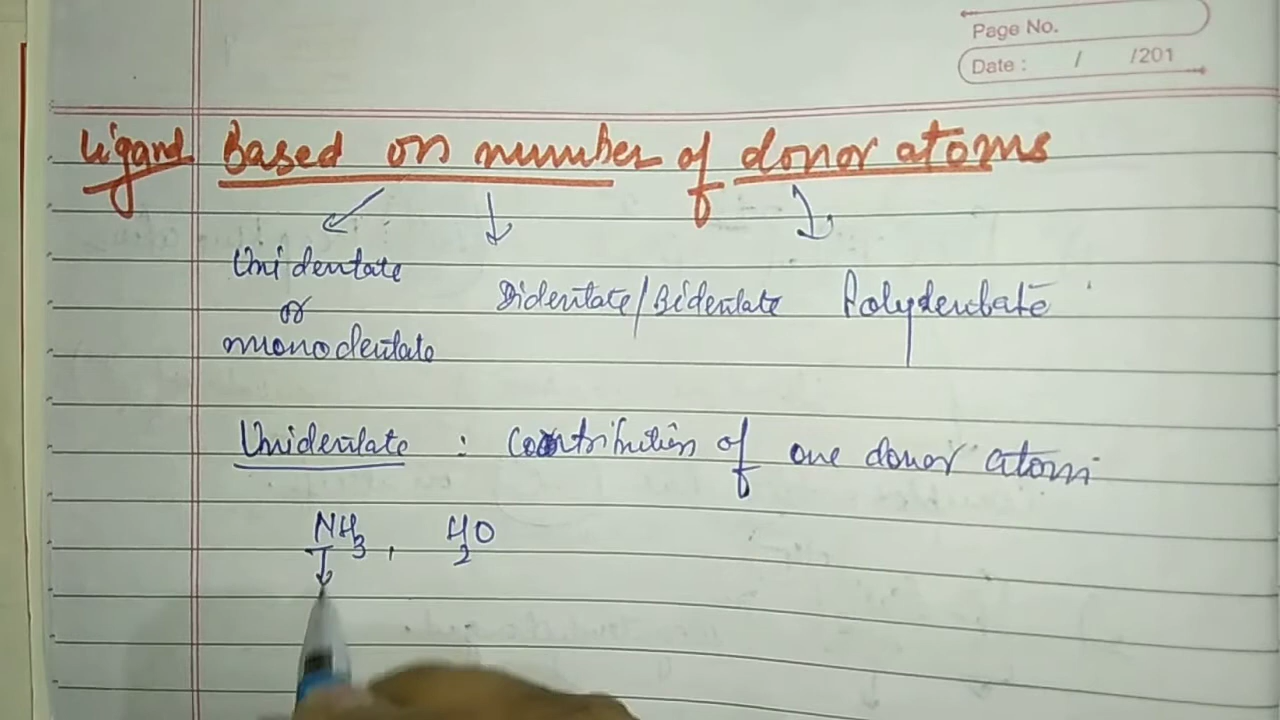 Page No.
Date : / /201
Ligand Based on number of donor atoms
Unidentate
or
monodentate
Didentate/Bidentate
Polydentate
Unidentate : Contribution of one donor atom
NH3, H2O